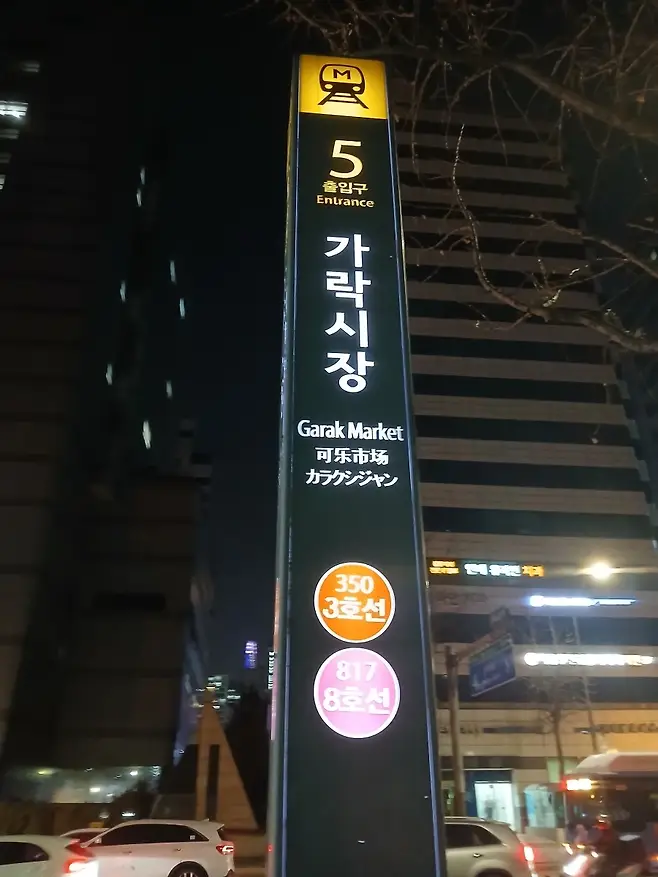 M
5
출입구
Entrance
가락시장
Garak Market
可乐市场
カラクシジャン
350
3호선
817
8호선